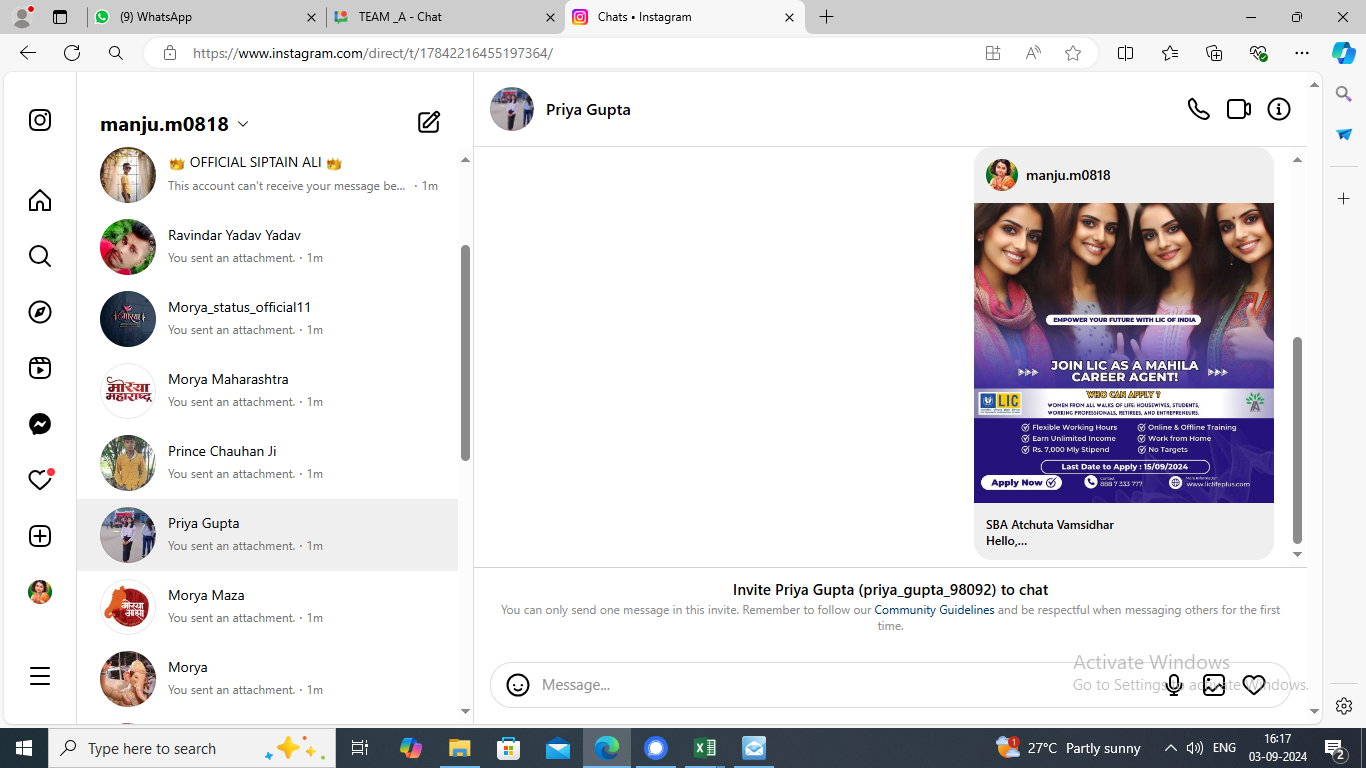 (9) WhatsApp
TEAM _A - Chat
Chats • Instagram
https://www.instagram.com/direct/t/17842216455197364/
manju.m0818
👑 OFFICIAL SIPTAIN ALI 👑
This account can't receive your message be... · 1m
Ravindar Yadav Yadav
You sent an attachment. · 1m
Morya_status_official11
You sent an attachment. · 1m
Morya Maharashtra
You sent an attachment. · 1m
Prince Chauhan Ji
You sent an attachment. · 1m
Priya Gupta
You sent an attachment. · 1m
Morya Maza
You sent an attachment. · 1m
Morya
You sent an attachment. · 1m
मोरया
मोरया
महाराष्ट्र
मोरया
माझा
Priya Gupta
manju.m0818
EMPOWER YOUR FUTURE WITH LIC OF INDIA
JOIN LIC AS A MAHILA
CAREER AGENT!
WHO CAN APPLY ?
LIC
WOMEN FROM ALL WALKS OF LIFE: HOUSEWIVES, STUDENTS,
WORKING PROFESSIONALS, RETIREES, AND ENTREPRENEURS.
Flexible Working Hours
Online & Offline Training
Earn Unlimited Income
Work from Home
Rs. 7,000 Mly Stipend
No Targets
Last Date to Apply : 15/09/2024
Apply Now
Contact
888 7 333 777
www.liclifeplus.com
SBA Atchuta Vamsidhar
Hello,...
Invite Priya Gupta (priya_gupta_98092) to chat
You can only send one message in this invite. Remember to follow our Community Guidelines and be respectful when messaging others for the first
time.
Message...
Activate Windows
Go to Settings to activate Windows.
Type here to search
1
27°C Partly sunny
ENG
16:17
03-09-2024
2